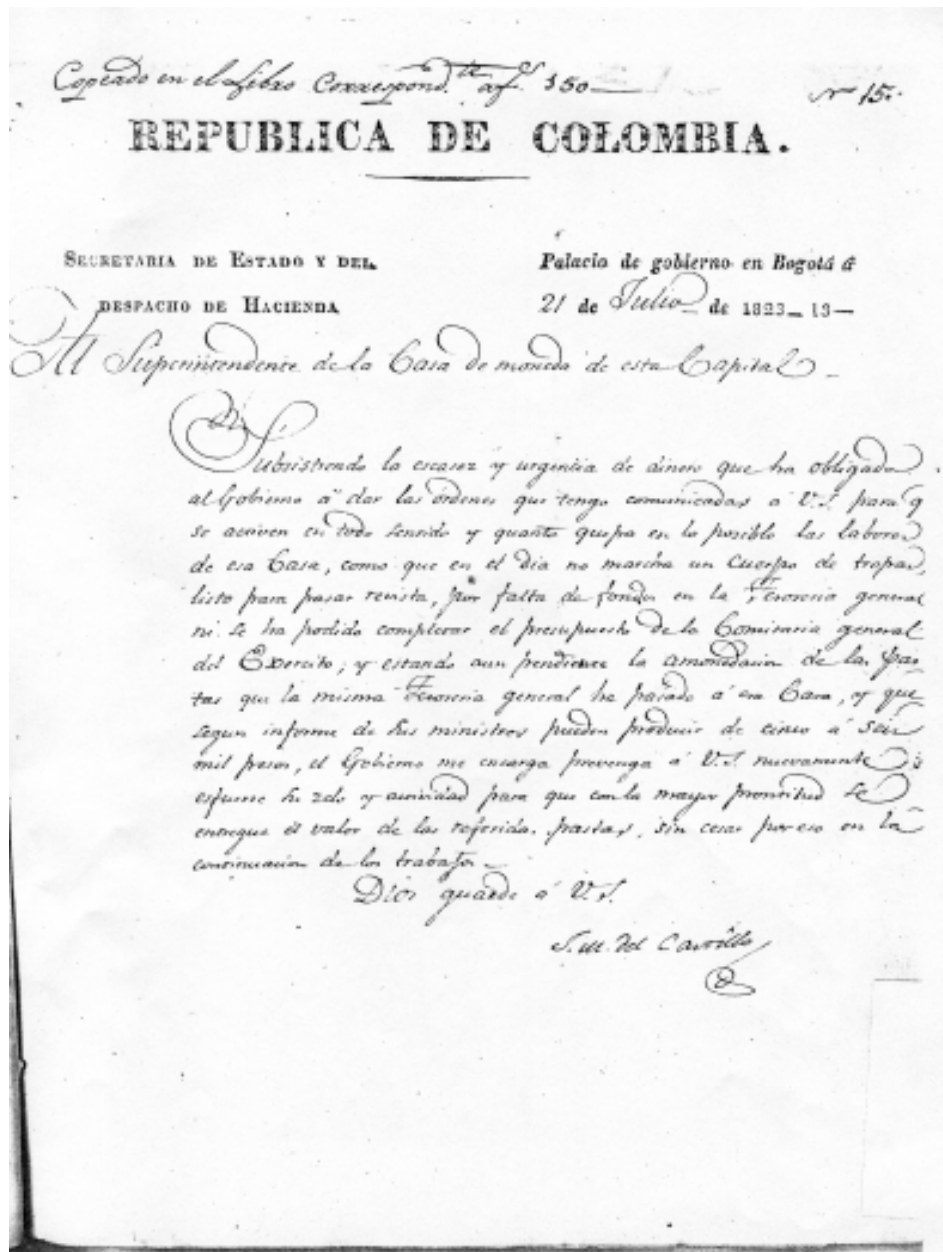 Copeado en el Libro Correspond.te a f.s 150—
N.o 15.
REPUBLICA DE COLOMBIA.
SECRETARIA DE ESTADO Y DEL
DESPACHO DE HACIENDA
Palacio de gobierno en Bogotá á
21 de Julio de 1823—13—
Al Superintendente de la Casa de moneda de esta Capital—
Subsistiendo la escasez y urgencia de dinero que ha obligado
al Gobierno á dar las órdenes que tengo comunicadas á V.S. para q
se activen en todo sentido y quanto quepa en lo posible las labores
de esa Casa, como que en el dia no marcha un Cuerpo de tropas,
listo para pasar revista, por falta de fondos en la Tesoreria general
ni se ha podido completar el presupuesto de la Comisaria general
del Exercito; y estando aun pendiente la amonedacion de las pas-
tas que la misma Tesoreria general ha pasado á esa Casa, y que
segun informe de sus ministros pueden producir de cinco á seis
mil pesos, el Gobierno me encarga prevenga á V.S. nuevamente
esfuerce su zelo y actividad para que con la mayor prontitud se
entregue el valor de las referidas pastas, sin cesar por eso en la
continuacion de los trabajos—
Dios guarde á V.S.
J. M. del Castillo